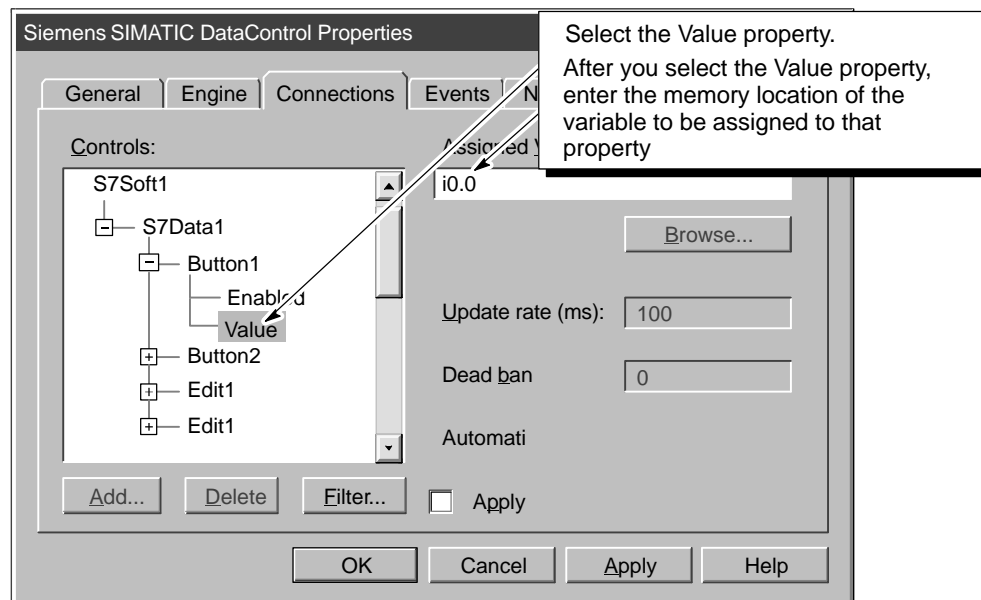 Siemens SIMATIC DataControl Properties
Select the Value property.
After you select the Value property,
enter the memory location of the
variable to be assigned to that
property
General Engine Connections Events N
Controls:
Assigned V
S7Soft1
i0.0
S7Data1
Browse...
Button1
Enabled
Update rate (ms): 100
Value
Button2
Dead ban 0
Edit1
Edit1
Automati
Add... Delete Filter... Apply
OK Cancel Apply Help